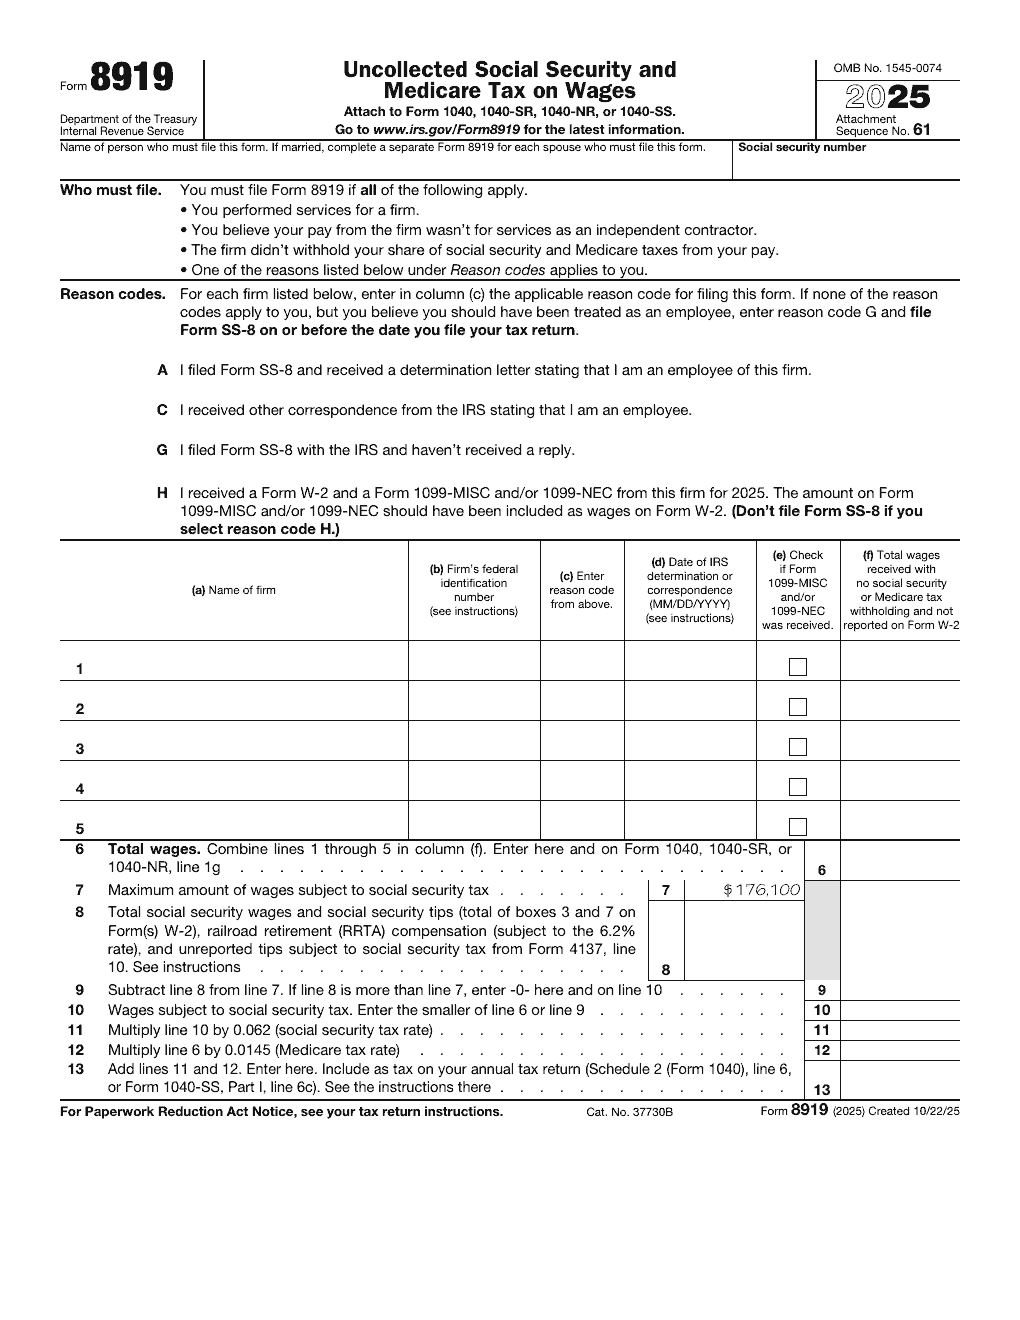 Form 8919
Department of the Treasury
Internal Revenue Service
Uncollected Social Security and
Medicare Tax on Wages
Attach to Form 1040, 1040-SR, 1040-NR, or 1040-SS.
Go to www.irs.gov/Form8919 for the latest information.
OMB No. 1545-0074
2025
Attachment
Sequence No. 61
Name of person who must file this form. If married, complete a separate Form 8919 for each spouse who must file this form.
Social security number
Who must file. You must file Form 8919 if all of the following apply.
• You performed services for a firm.
• You believe your pay from the firm wasn't for services as an independent contractor.
• The firm didn't withhold your share of social security and Medicare taxes from your pay.
• One of the reasons listed below under Reason codes applies to you.
Reason codes. For each firm listed below, enter in column (c) the applicable reason code for filing this form. If none of the reason
codes apply to you, but you believe you should have been treated as an employee, enter reason code G and file
Form SS-8 on or before the date you file your tax return.
A I filed Form SS-8 and received a determination letter stating that I am an employee of this firm.
C I received other correspondence from the IRS stating that I am an employee.
G I filed Form SS-8 with the IRS and haven't received a reply.
H I received a Form W-2 and a Form 1099-MISC and/or 1099-NEC from this firm for 2025. The amount on Form
1099-MISC and/or 1099-NEC should have been included as wages on Form W-2. (Don't file Form SS-8 if you
select reason code H.)
(a) Name of firm
(b) Firm's federal
identification
number
(see instructions)
(c) Enter
reason code
from above.
(d) Date of IRS
determination or
correspondence
(MM/DD/YYYY)
(see instructions)
(e) Check
if Form
1099-MISC
and/or
1099-NEC
was received.
(f) Total wages
received with
no social security
or Medicare tax
withholding and not
reported on Form W-2
1
2
3
4
5
6 Total wages. Combine lines 1 through 5 in column (f). Enter here and on Form 1040, 1040-SR, or
1040-NR, line 1g . . . . . . . . . . . . . . . . . . . . . . . . . . . . 6
7 Maximum amount of wages subject to social security tax . . . . . . . 7 $176,100
8 Total social security wages and social security tips (total of boxes 3 and 7 on
Form(s) W-2), railroad retirement (RRTA) compensation (subject to the 6.2%
rate), and unreported tips subject to social security tax from Form 4137, line
10. See instructions . . . . . . . . . . . . . . . . . . . 8
9 Subtract line 8 from line 7. If line 8 is more than line 7, enter -0- here and on line 10 . . . . . . 9
10 Wages subject to social security tax. Enter the smaller of line 6 or line 9 . . . . . . . . . . 10
11 Multiply line 10 by 0.062 (social security tax rate) . . . . . . . . . . . . . . . . . . 11
12 Multiply line 6 by 0.0145 (Medicare tax rate) . . . . . . . . . . . . . . . . . . . 12
13 Add lines 11 and 12. Enter here. Include as tax on your annual tax return (Schedule 2 (Form 1040), line 6,
or Form 1040-SS, Part I, line 6c). See the instructions there . . . . . . . . . . . . . . . 13
For Paperwork Reduction Act Notice, see your tax return instructions.
Cat. No. 37730B
Form 8919 (2025) Created 10/22/25